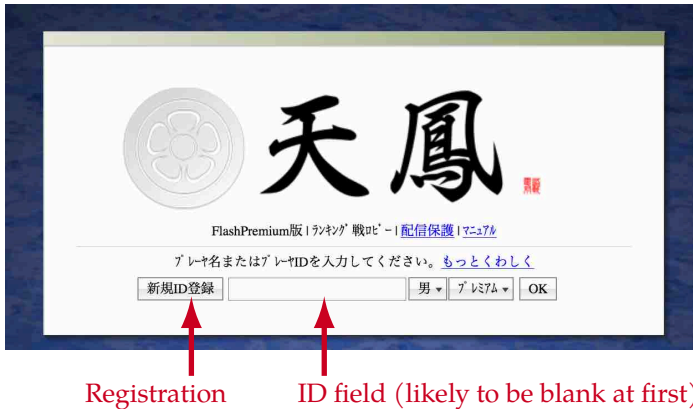 天鳳
FlashPremium版 | ﾗﾝｷﾝｸﾞ戦ﾛﾋﾞｰ | 配信保護 | ﾏﾆｭｱﾙ
ﾌﾟﾚｰﾔ名またはﾌﾟﾚｰﾔIDを入力してください。もっとくわしく
新規ID登録 男 ﾌﾟﾚﾐｱﾑ OK
Registration ID field (likely to be blank at first)